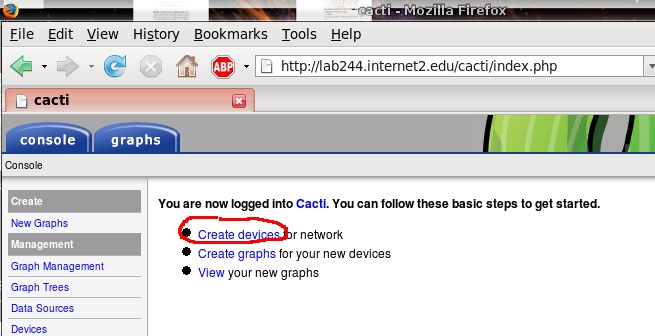 cacti - Mozilla Firefox
File Edit View History Bookmarks Tools Help
ABP http://lab244.internet2.edu/cacti/index.php
cacti
console graphs
Console
Create
New Graphs
Management
Graph Management
Graph Trees
Data Sources
Devices
You are now logged into Cacti. You can follow these basic steps to get started.
Create devices for network
Create graphs for your new devices
View your new graphs